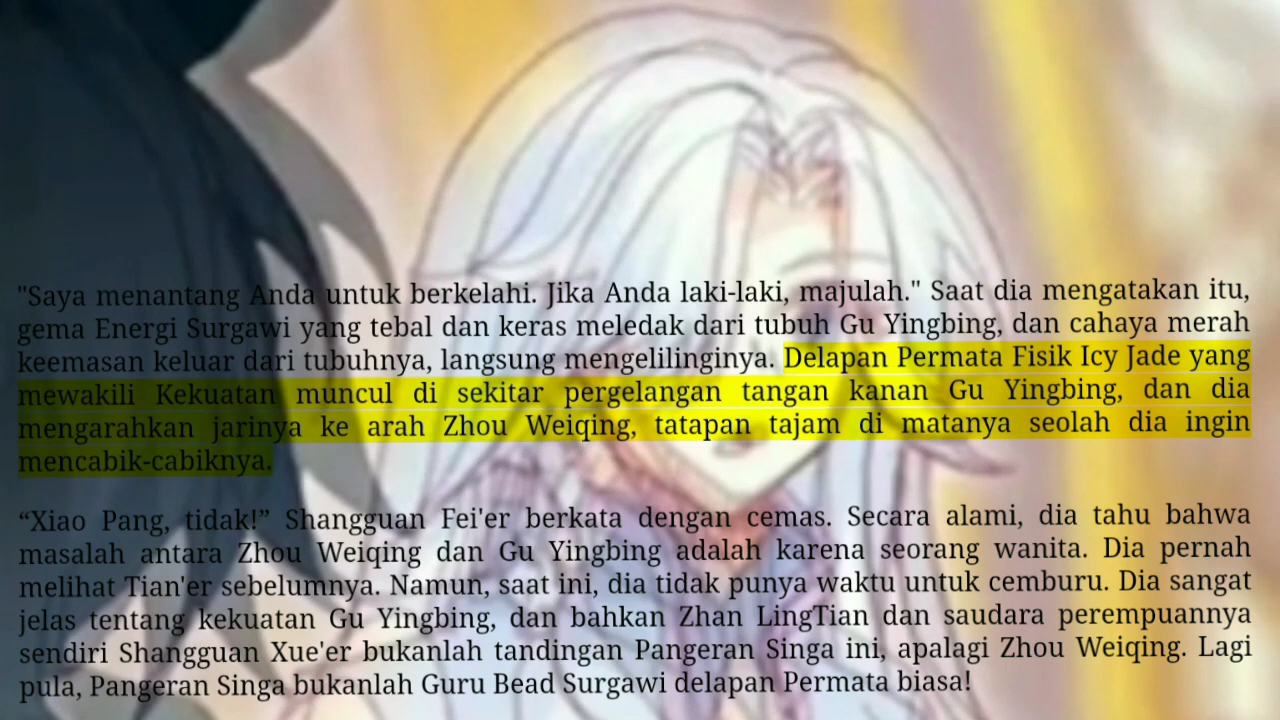 "Saya menantang Anda untuk berkelahi. Jika Anda laki-laki, majulah." Saat dia mengatakan itu,
gema Energi Surgawi yang tebal dan keras meledak dari tubuh Gu Yingbing, dan cahaya merah
keemasan keluar dari tubuhnya, langsung mengelilinginya. Delapan Permata Fisik Icy Jade yang
mewakili Kekuatan muncul di sekitar pergelangan tangan kanan Gu Yingbing, dan dia
mengarahkan jarinya ke arah Zhou Weiqing, tatapan tajam di matanya seolah dia ingin
mencabik-cabiknya.
“Xiao Pang, tidak!” Shangguan Fei'er berkata dengan cemas. Secara alami, dia tahu bahwa
masalah antara Zhou Weiqing dan Gu Yingbing adalah karena seorang wanita. Dia pernah
melihat Tian'er sebelumnya. Namun, saat ini, dia tidak punya waktu untuk cemburu. Dia sangat
jelas tentang kekuatan Gu Yingbing, dan bahkan Zhan LingTian dan saudara perempuannya
sendiri Shangguan Xue'er bukanlah tandingan Pangeran Singa ini, apalagi Zhou Weiqing. Lagi
pula, Pangeran Singa bukanlah Guru Bead Surgawi delapan Permata biasa!